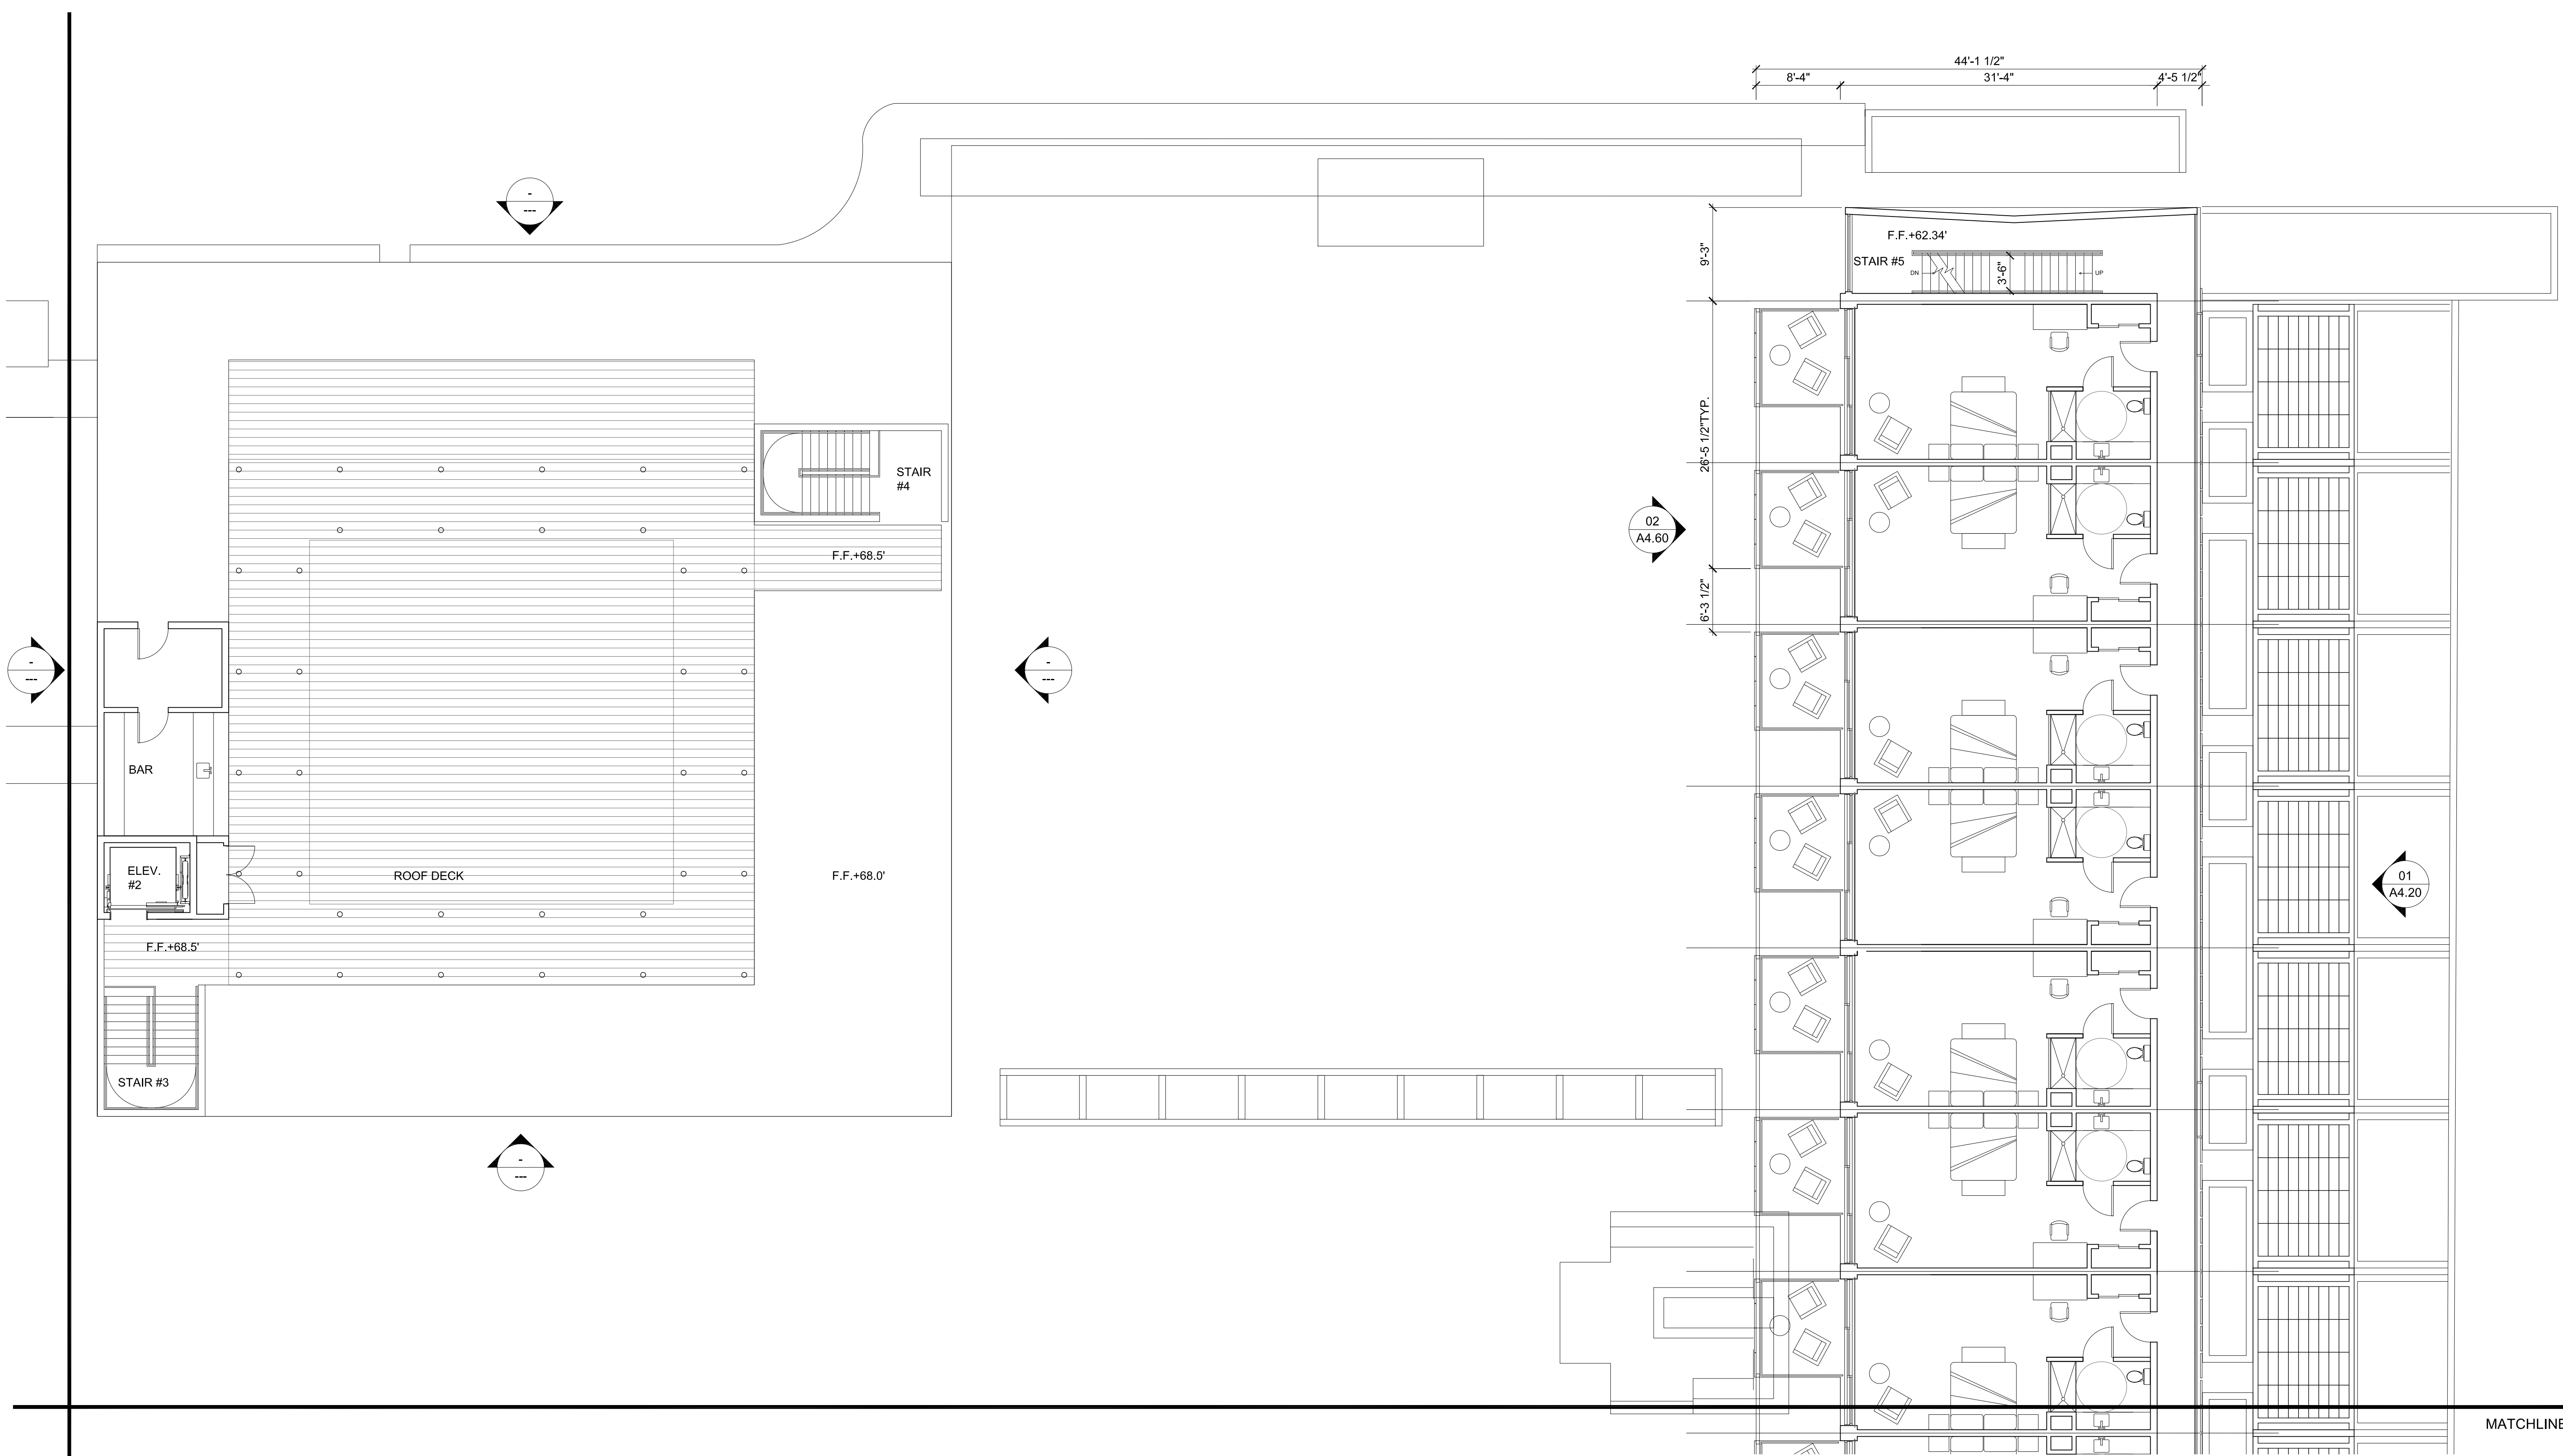 44'-1 1/2"
8'-4"
31'-4"
4'-5 1/2"
-
---
9'-3"
F.F.+62.34'
STAIR #5
DN
3'-6"
UP
26'-5 1/2"TYP.
STAIR
#4
02
A4.60
F.F.+68.5'
6'-3 1/2"
-
---
-
---
BAR
ELEV.
#2
ROOF DECK
F.F.+68.0'
01
A4.20
F.F.+68.5'
STAIR #3
-
---
MATCHLINE